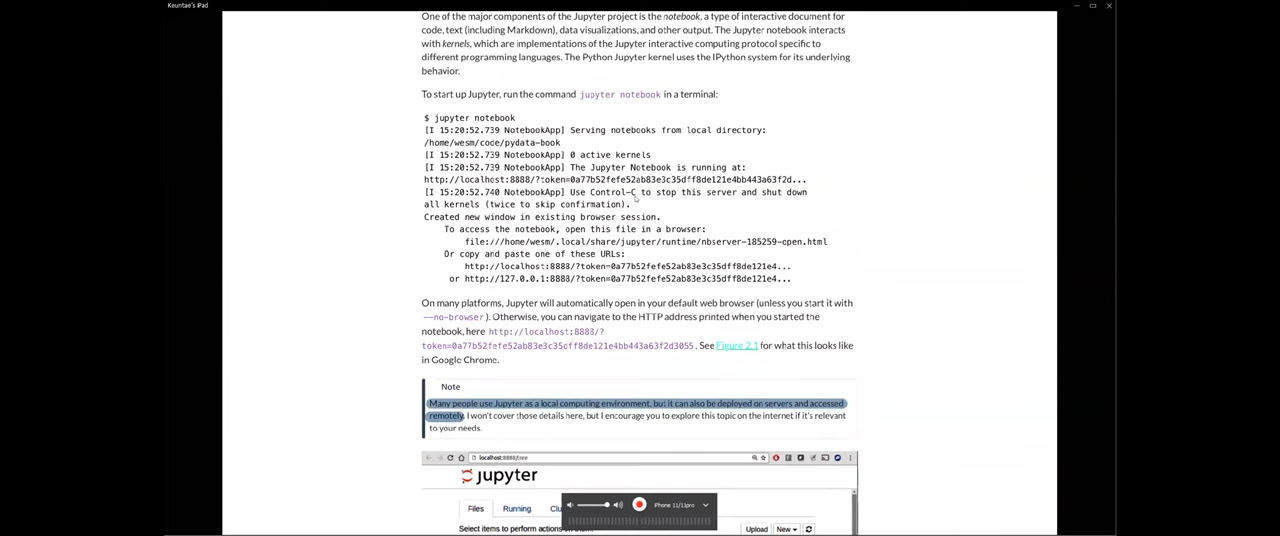 Keuntae's iPad
One of the major components of the Jupyter project is the notebook, a type of interactive document for
code, text (including Markdown), data visualizations, and other output. The Jupyter notebook interacts
with kernels, which are implementations of the Jupyter interactive computing protocol specific to
different programming languages. The Python Jupyter kernel uses the IPython system for its underlying
behavior.
To start up Jupyter, run the command jupyter notebook in a terminal:
$ jupyter notebook
[I 15:20:52.739 NotebookApp] Serving notebooks from local directory:
/home/wesm/code/pydata-book
[I 15:20:52.739 NotebookApp] 0 active kernels
[I 15:20:52.739 NotebookApp] The Jupyter Notebook is running at:
http://localhost:8888/?token=0a77b52fefe52ab83e3c35dff8de121e4bb443a63f2d...
[I 15:20:52.740 NotebookApp] Use Control-C to stop this server and shut down
all kernels (twice to skip confirmation).
Created new window in existing browser session.
To access the notebook, open this file in a browser:
file:///home/wesm/.local/share/jupyter/runtime/nbserver-185259-open.html
Or copy and paste one of these URLs:
http://localhost:8888/?token=0a77b52fefe52ab83e3c35dff8de121e4...
or http://127.0.0.1:8888/?token=0a77b52fefe52ab83e3c35dff8de121e4...
On many platforms, Jupyter will automatically open in your default web browser (unless you start it with
--no-browser). Otherwise, you can navigate to the HTTP address printed when you started the
notebook, here http://localhost:8888/?
token=0a77b52fefe52ab83e3c35dff8de121e4bb443a63f2d3055. See Figure 2.1 for what this looks like
in Google Chrome.
Note
Many people use Jupyter as a local computing environment, but it can also be deployed on servers and accessed
remotely. I won't cover those details here, but I encourage you to explore this topic on the internet if it's relevant
to your needs.
localhost:8888/tree
jupyter
Files Running Clu
iPhone 11/11pro
Select items to perform actions on them.
Upload New